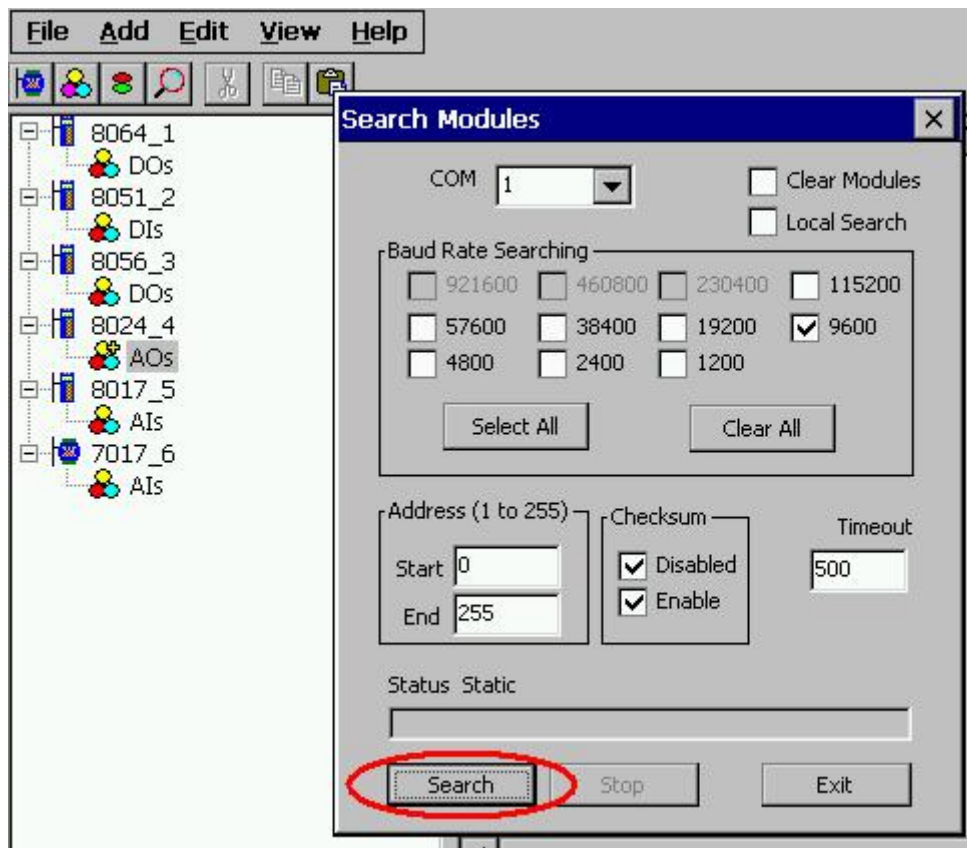 File Add Edit View Help
8064_1
DOs
8051_2
DIs
8056_3
DOs
8024_4
AOs
8017_5
AIs
7017_6
AIs
Search Modules
COM 1
Clear Modules
Local Search
Baud Rate Searching
921600 460800 230400 115200
57600 38400 19200 9600
4800 2400 1200
Select All Clear All
Address (1 to 255)
Start 0
End 255
Checksum
Disabled
Enable
Timeout
500
Status Static
Search Stop Exit